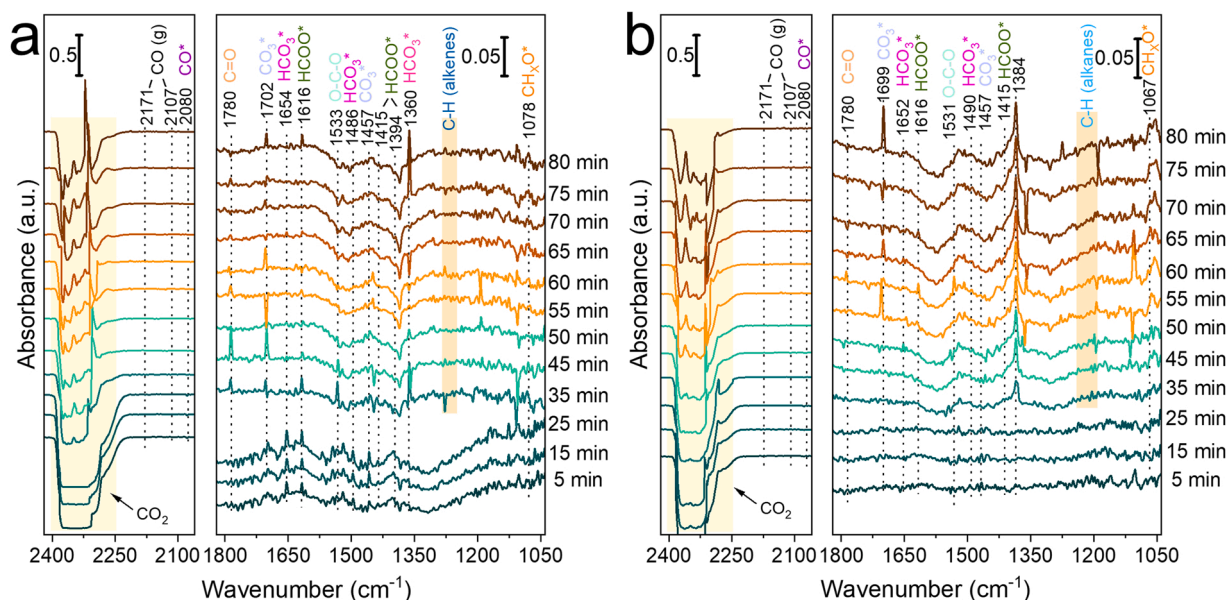 a
0.5
2171
CO (g)
2107
2080
CO*
1780
C=O
1702
CO₃*
1654
HCO₃*
1616
HCOO*
1533
O-C-O
1486
HCO₃*
1457
CO₃*
1415
1394
>HCOO*
1360
HCO₃*
C-H (alkenes)
0.05
1078
CHₓO*
80 min
75 min
70 min
65 min
60 min
55 min
50 min
45 min
35 min
25 min
15 min
5 min
CO₂
Absorbance (a.u.)
2400
2250
2100
1800
1650
1500
1350
1200
1050
Wavenumber (cm⁻¹)
b
0.5
2171
CO (g)
2107
2080
CO*
1780
C=O
1699
CO₃*
1652
HCO₃*
1616
HCOO*
1531
O-C-O
1490
HCO₃*
1457
CO₃*
1415
HCOO*
1384
C-H (alkanes)
0.05
1067
CHₓO*
80 min
75 min
70 min
65 min
60 min
55 min
50 min
45 min
35 min
25 min
15 min
5 min
CO₂
Absorbance (a.u.)
2400
2250
2100
1800
1650
1500
1350
1200
1050
Wavenumber (cm⁻¹)